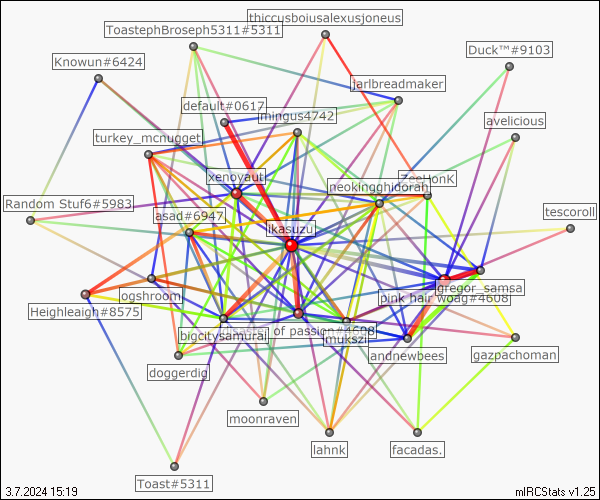 thiccusboiusalexusjoneus
ToastephBroseph5311#5311
Duck™#9103
Knowun#6424
jarlbreadmaker
default#0617
mingus4742
avelicious
turkey_mcnugget
xenoyaut
ZeeHonK
neokingghidorah
Random Stuf6#5983
asad#6947
tescoroll
ikasuzu
gregor_samsa
ogshroom
pink hair woag#4608
Heighleaigh#8575
of passion#4608
bigcitysamurai
mukszi
andnewbees
gazpachoman
doggerdig
moonraven
lahnk
facadas.
Toast#5311
3.7.2024 15:19
mIRCStats v1.25